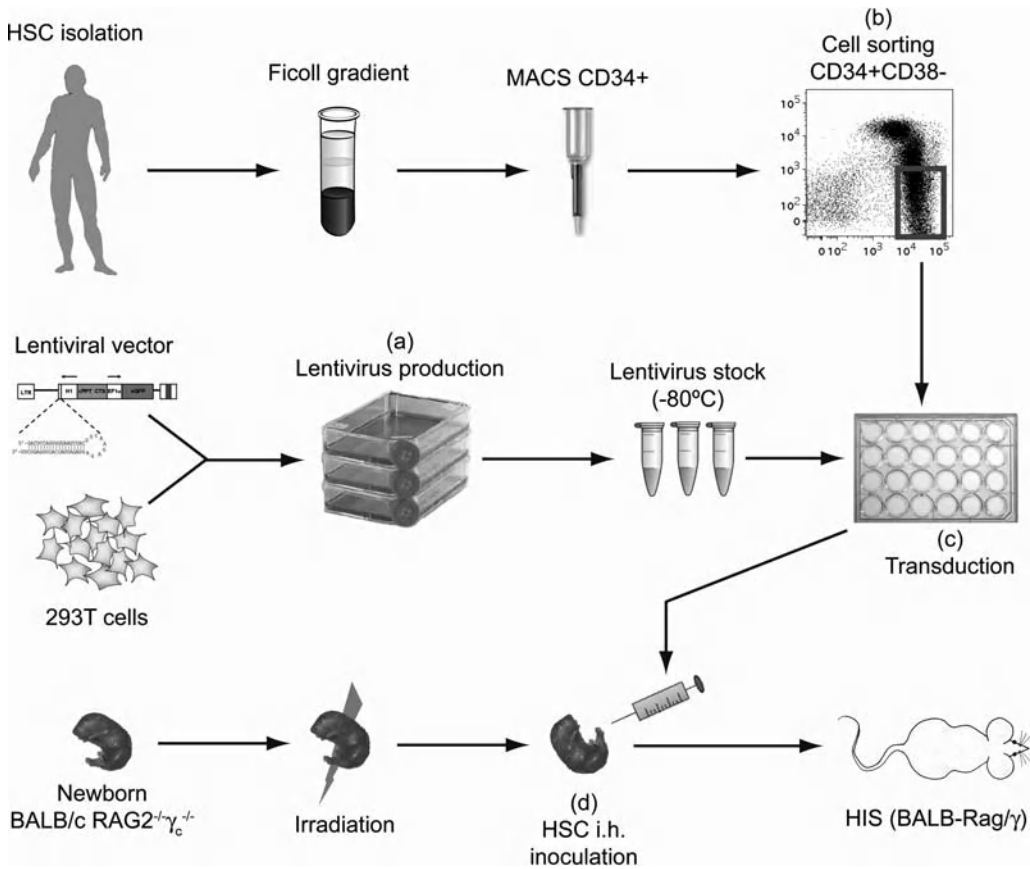 HSC isolation
Ficoll gradient
MACS CD34+
(b)
Cell sorting
CD34+CD38-
10⁵
10⁴
10³
10²
0
0 10² 10³ 10⁴ 10⁵
Lentiviral vector
LTR H1 cPPT CTS EF1α eGFP
(a)
Lentivirus production
Lentivirus stock
(-80ºC)
293T cells
(c)
Transduction
Newborn
BALB/c RAG2⁻/⁻γc⁻/⁻
Irradiation
(d)
HSC i.h.
inoculation
HIS (BALB-Rag/γ)